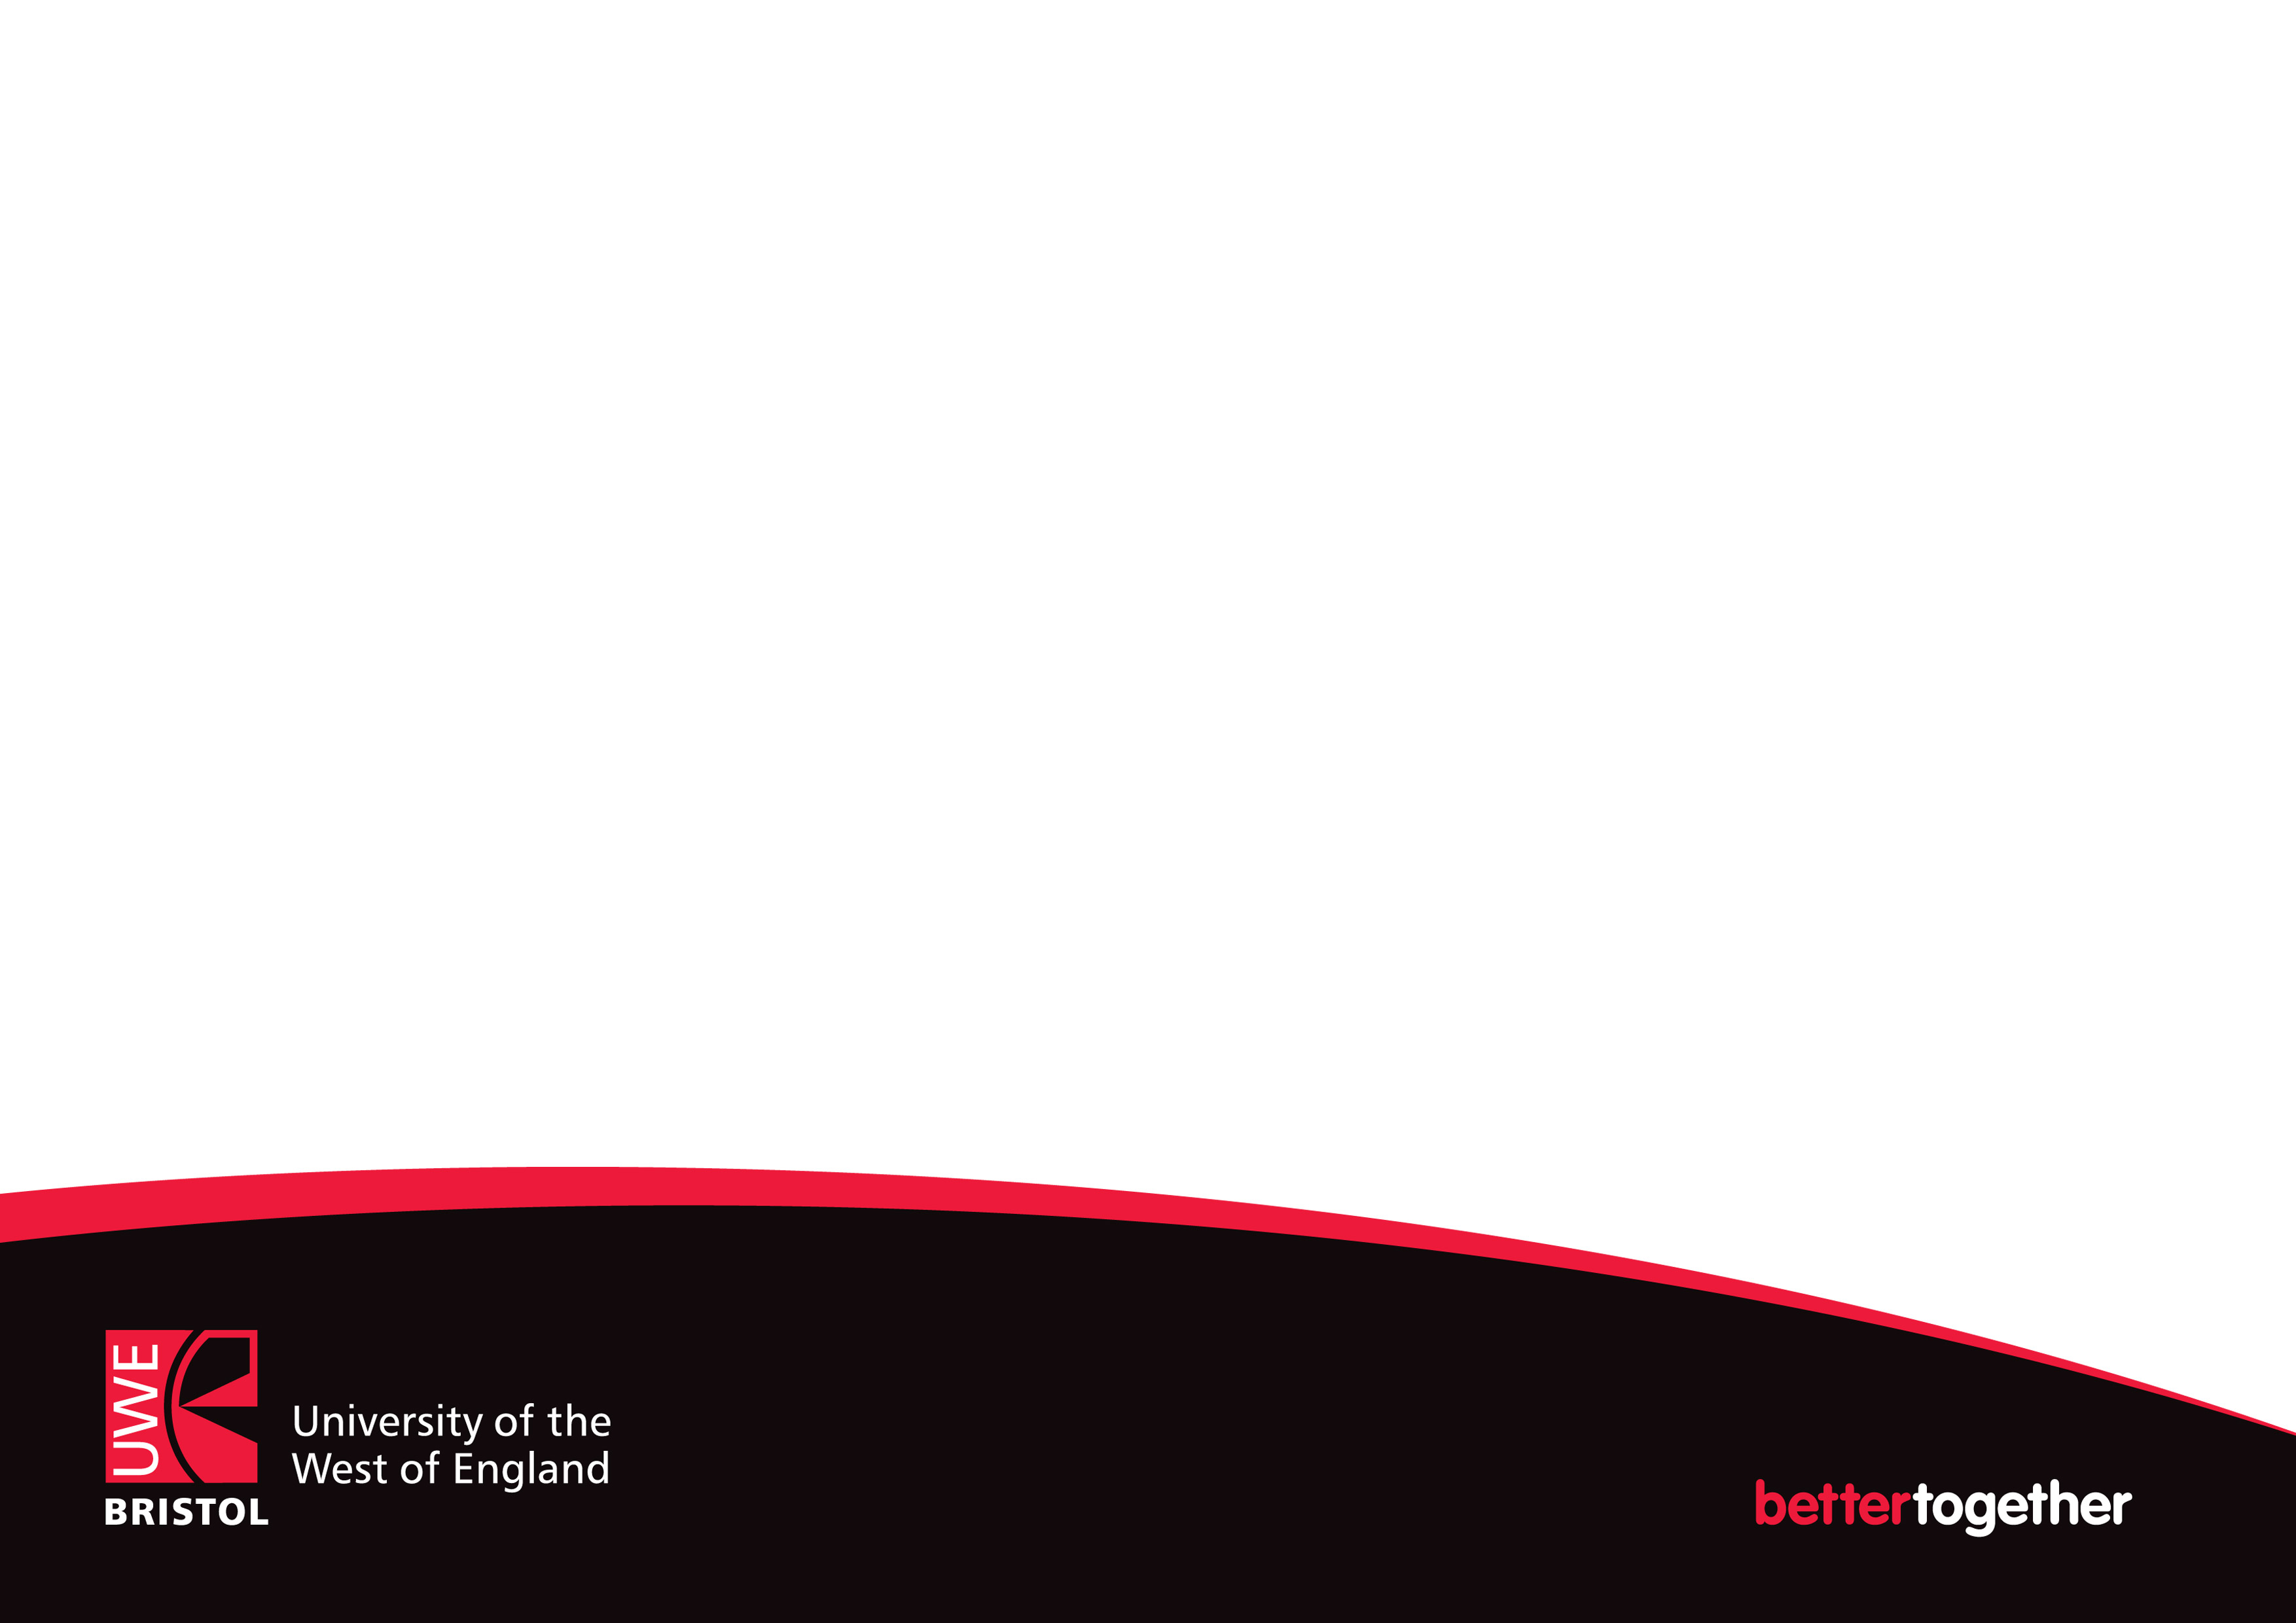 UWE
BRISTOL
University of the
West of England
bettertogether